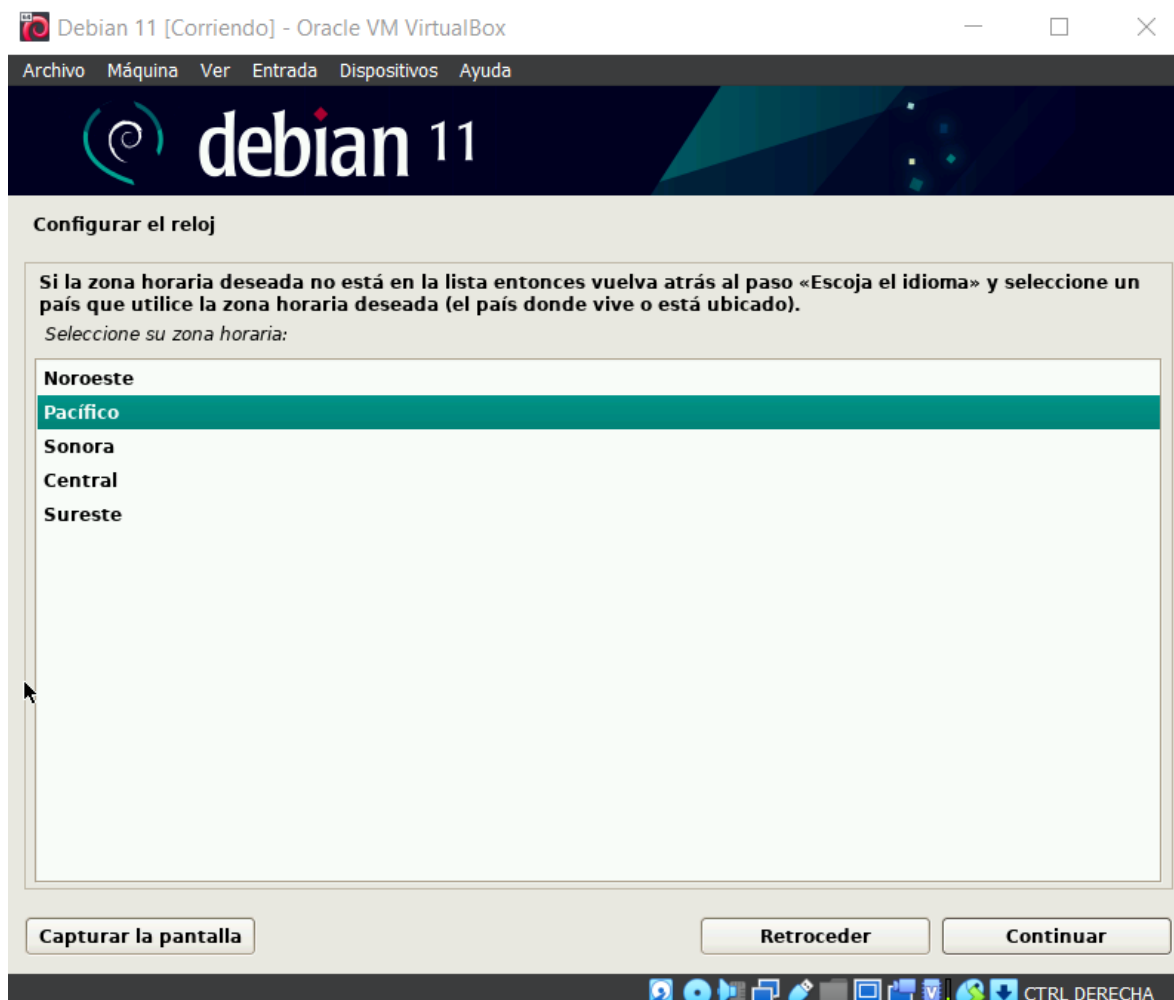 Debian 11 [Corriendo] - Oracle VM VirtualBox
Archivo Máquina Ver Entrada Dispositivos Ayuda
debian 11
Configurar el reloj
Si la zona horaria deseada no está en la lista entonces vuelva atrás al paso «Escoja el idioma» y seleccione un
país que utilice la zona horaria deseada (el país donde vive o está ubicado).
Seleccione su zona horaria:
Noroeste
Pacífico
Sonora
Central
Sureste
Capturar la pantalla Retroceder Continuar
CTRL DERECHA